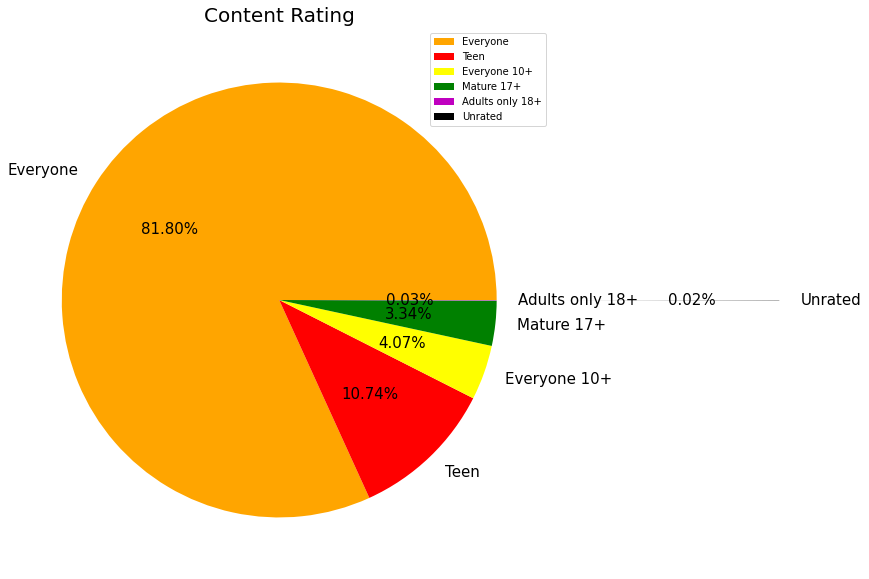 Content Rating
Everyone
Teen
Everyone 10+
Mature 17+
Adults only 18+
Unrated
Everyone
81.80%
0.03%
Adults only 18+
0.02%
Unrated
3.34%
Mature 17+
4.07%
Everyone 10+
10.74%
Teen